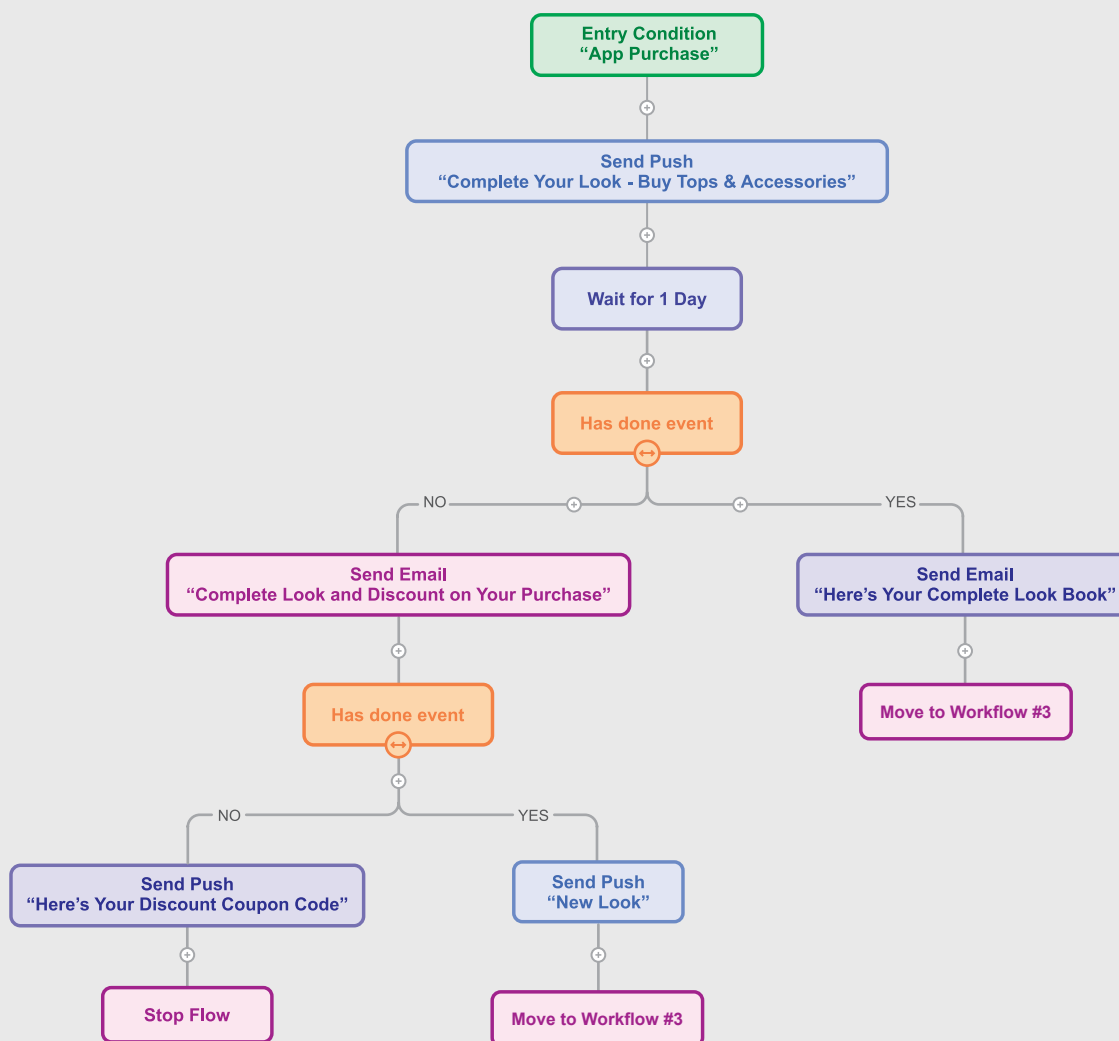 Entry Condition
“App Purchase”
Send Push
“Complete Your Look - Buy Tops & Accessories”
Wait for 1 Day
Has done event
NO
YES
Send Email
“Complete Look and Discount on Your Purchase”
Send Email
“Here’s Your Complete Look Book”
Has done event
Move to Workflow #3
NO
YES
Send Push
“Here’s Your Discount Coupon Code”
Send Push
“New Look”
Stop Flow
Move to Workflow #3